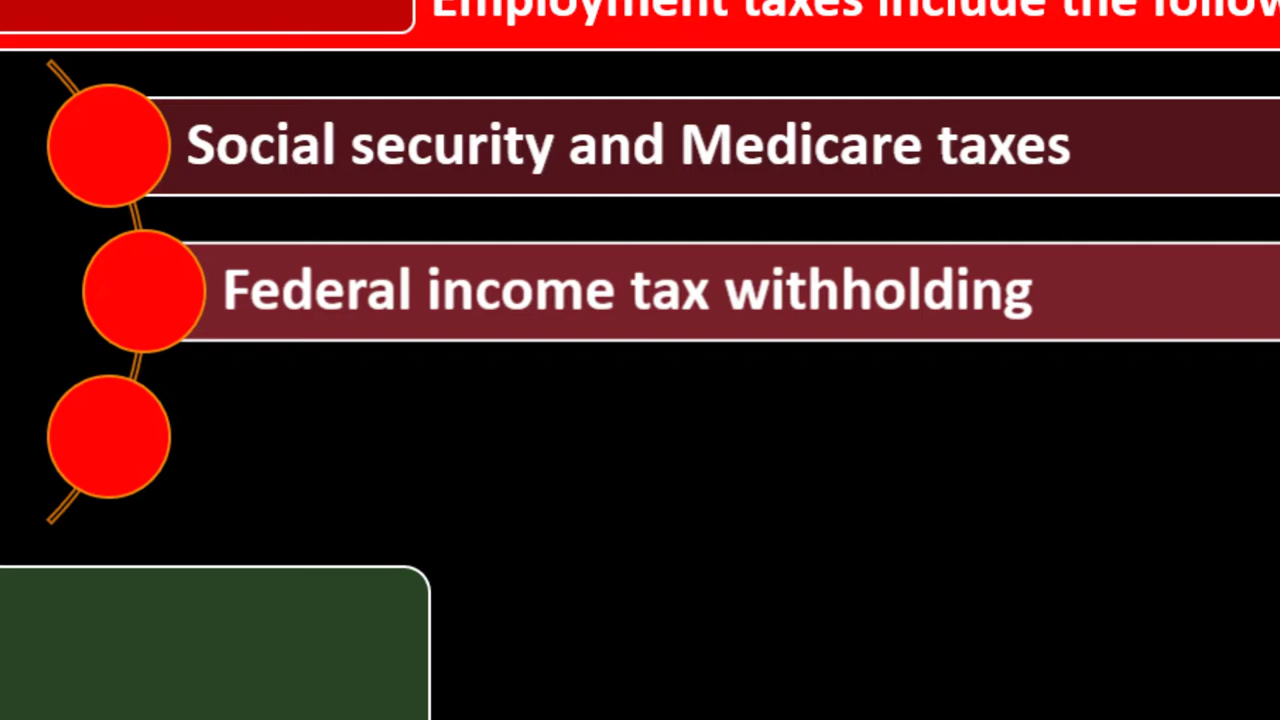 Employment taxes include the
Social security and Medicare taxes
Federal income tax withholding